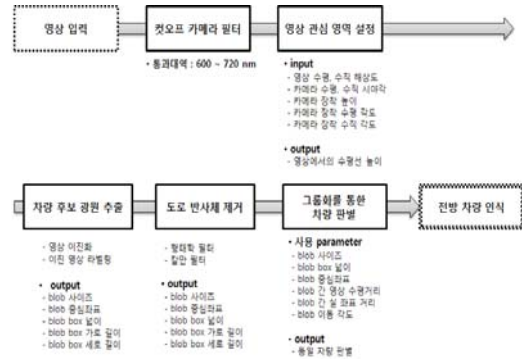 영상 입력
컷오프 카메라 필터
영상 관심 영역 설정
• 통과대역 : 600 ~ 720 nm
• input
- 영상 수평, 수직 해상도
- 카메라 수평, 수직 시야각
- 카메라 장착 높이
- 카메라 장착 수평 각도
- 카메라 장착 수직 각도
• output
- 영상에서의 수평선 높이
차량 후보 광원 추출
도로 반사체 제거
그룹화를 통한
차량 판별
전방 차량 인식
- 영상 이진화
- 이진 영상 라벨링
• output
- blob 사이즈
- blob 중심좌표
- blob box 넓이
- blob box 가로 길이
- blob box 세로 길이
- 형태학 필터
- 칼만 필터
• output
- blob 사이즈
- blob 중심좌표
- blob box 넓이
- blob box 가로 길이
- blob box 세로 길이
• 사용 parameter
- blob 사이즈
- blob box 넓이
- blob 중심좌표
- blob 간 영상 수평거리
- blob 간 실 좌표 거리
- blob 이동 각도
• output
- 동일 차량 판별